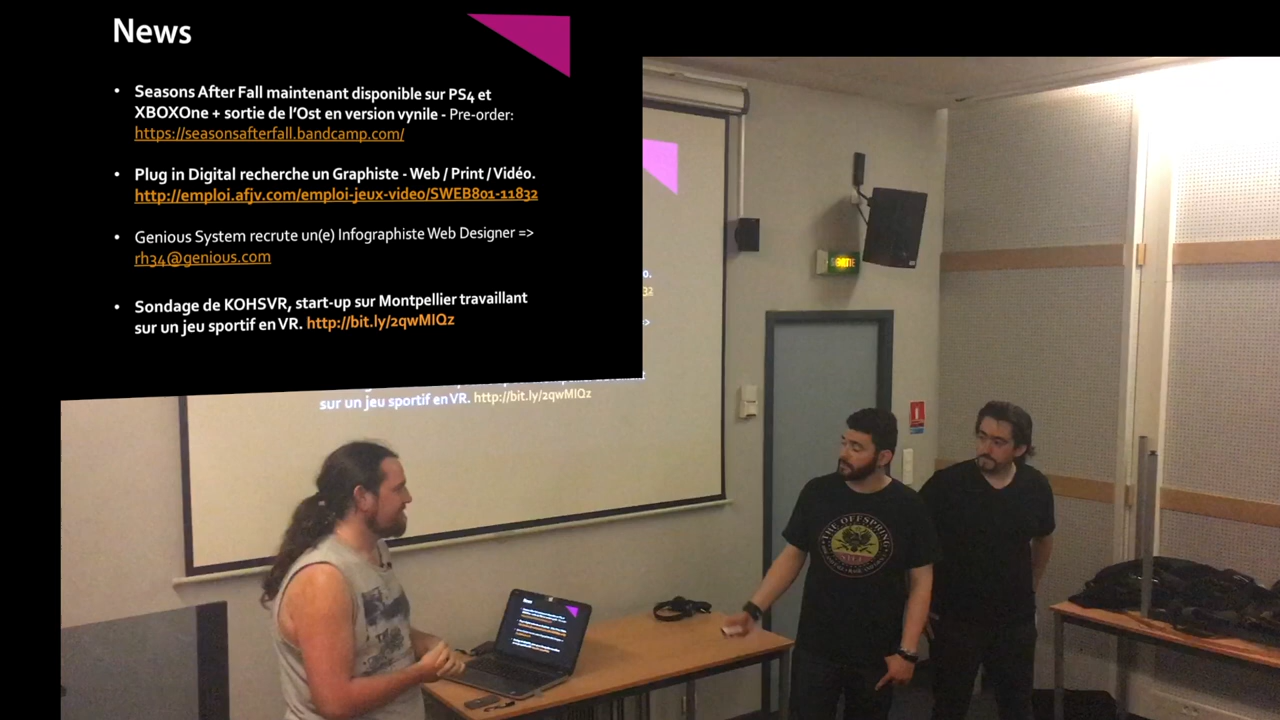 News
• Seasons After Fall maintenant disponible sur PS4 et
XBOXOne + sortie de l'Ost en version vynile - Pre-order:
https://seasonsafterfall.bandcamp.com/
• Plug in Digital recherche un Graphiste - Web / Print / Vidéo.
http://emploi.afjv.com/emploi-jeux-video/SWEB801-11832
• Genious System recrute un(e) Infographiste Web Designer =>
rh34@genious.com
• Sondage de KOHSVR, start-up sur Montpellier travaillant
sur un jeu sportif en VR. http://bit.ly/2qwMIQz
o.
32
>
sur un jeu sportif en VR. http://bit.ly/2qwMIQz
SORTIE
THE OFFSPRING
News